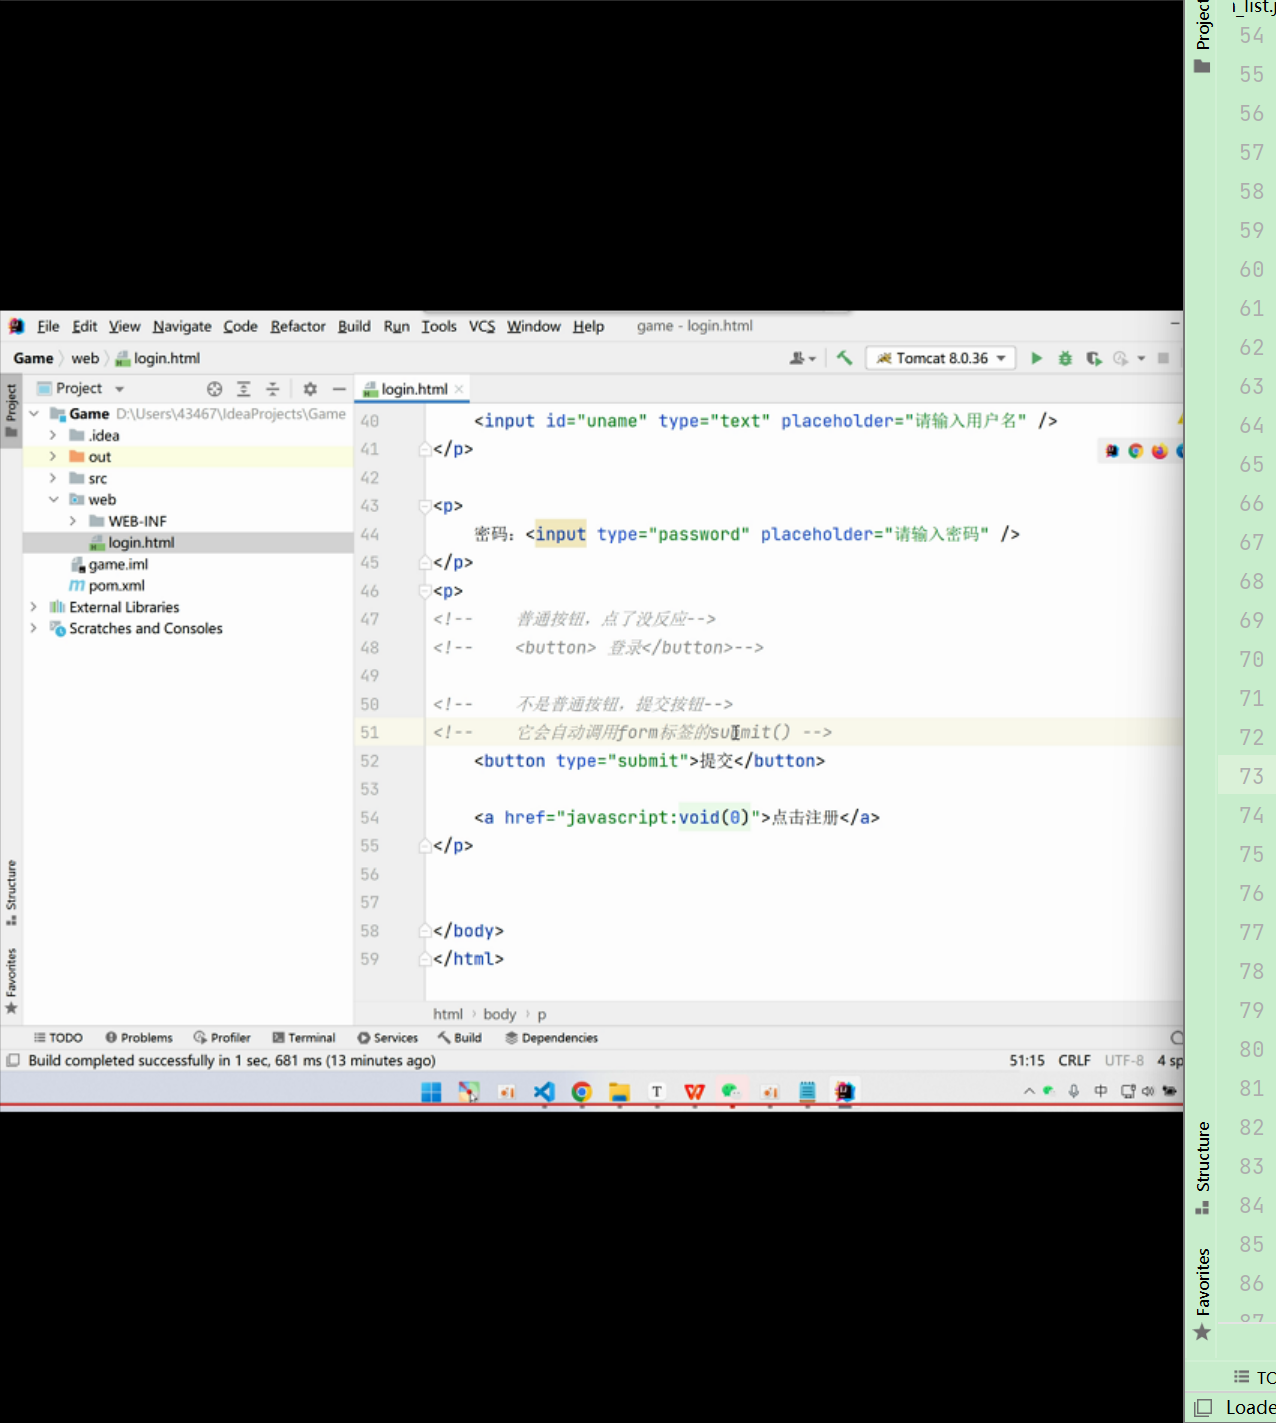 File Edit View Navigate Code Refactor Build Run Tools VCS Window Help game - login.html
Game web login.html
Tomcat 8.0.36
Project
login.html
Project
Game D:\Users\43467\IdeaProjects\Game
.idea
out
src
web
WEB-INF
login.html
game.iml
pom.xml
External Libraries
Scratches and Consoles
Structure
Favorites
40 <input id="uname" type="text" placeholder="请输入用户名" />
41 </p>
42
43 <p>
44 密码：<input type="password" placeholder="请输入密码" />
45 </p>
46 <p>
47 <!-- 普通按钮，点了没反应-->
48 <!-- <button> 登录</button>-->
49
50 <!-- 不是普通按钮，提交按钮-->
51 <!-- 它会自动调用form标签的submit() -->
52 <button type="submit">提交</button>
53
54 <a href="javascript:void(0)">点击注册</a>
55 </p>
56
57
58 </body>
59 </html>
html body p
TODO Problems Profiler Terminal Services Build Dependencies
Build completed successfully in 1 sec, 681 ms (13 minutes ago) 51:15 CRLF UTF-8 4 sp
中
Project
_list.
54
55
56
57
58
59
60
61
62
63
64
65
66
67
68
69
70
71
72
73
74
75
76
77
78
79
80
81
82
83
84
85
86
87
Structure
Favorites
TO
Loade